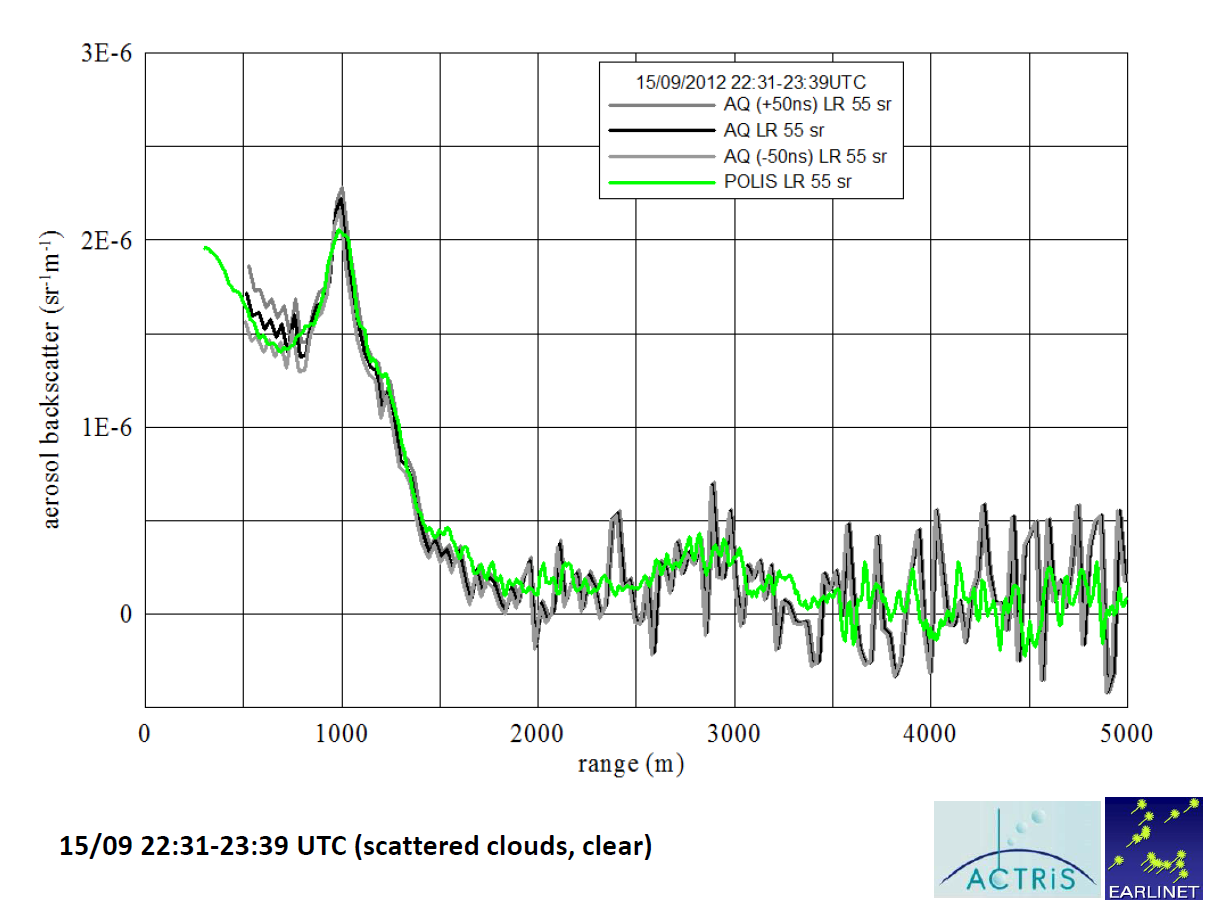 3E-6
2E-6
1E-6
0
aerosol backscatter (sr⁻¹m⁻¹)
15/09/2012 22:31-23:39UTC
AQ (+50ns) LR 55 sr
AQ LR 55 sr
AQ (-50ns) LR 55 sr
POLIS LR 55 sr
0 1000 2000 3000 4000 5000
range (m)
15/09 22:31-23:39 UTC (scattered clouds, clear)
ACTRiS
EARLINET